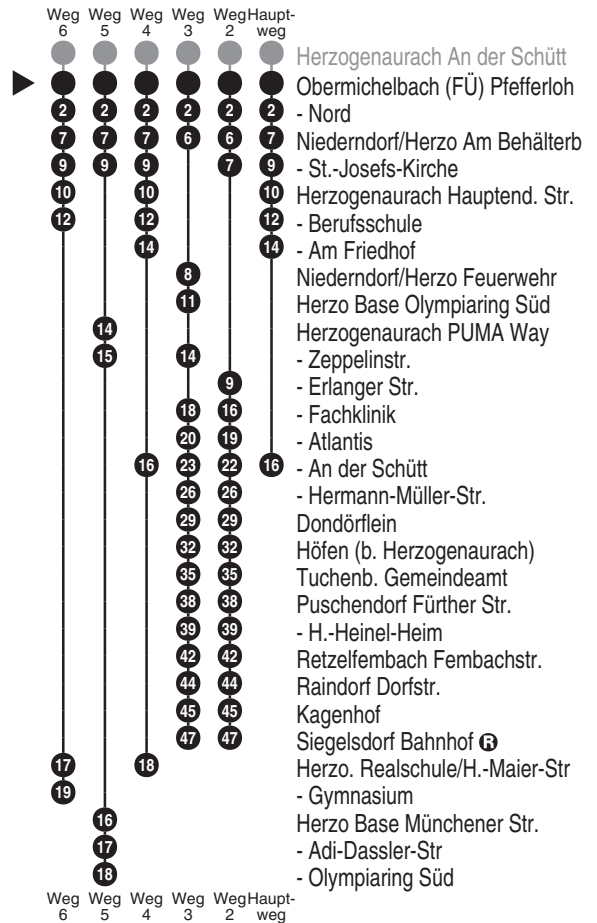 Weg 6 Weg 5 Weg 4 Weg 3 Weg 2 Haupt-weg
Herzogenaurach An der Schütt
Obermichelbach (FÜ) Pfefferloh
2 2 2 2 2 2 - Nord
7 7 7 6 6 7 Niederndorf/Herzo Am Behälterb
9 9 9 7 9 - St.-Josefs-Kirche
10 10 10 Herzogenaurach Hauptend. Str.
12 12 12 - Berufsschule
14 14 - Am Friedhof
8 Niederndorf/Herzo Feuerwehr
11 Herzo Base Olympiaring Süd
14 Herzogenaurach PUMA Way
15 14 - Zeppelinstr.
9 - Erlanger Str.
18 16 - Fachklinik
20 19 - Atlantis
16 23 22 16 - An der Schütt
26 26 - Hermann-Müller-Str.
29 29 Dondörflein
32 32 Höfen (b. Herzogenaurach)
35 35 Tuchenb. Gemeindeamt
38 38 Puschendorf Fürther Str.
39 39 - H.-Heinel-Heim
42 42 Retzelfembach Fembachstr.
44 44 Raindorf Dorfstr.
45 45 Kagenhof
47 47 Siegelsdorf Bahnhof R
17 18 Herzo. Realschule/H.-Maier-Str
19 - Gymnasium
16 Herzo Base Münchener Str.
17 - Adi-Dassler-Str
18 - Olympiaring Süd
Weg 6 Weg 5 Weg 4 Weg 3 Weg 2 Haupt-weg